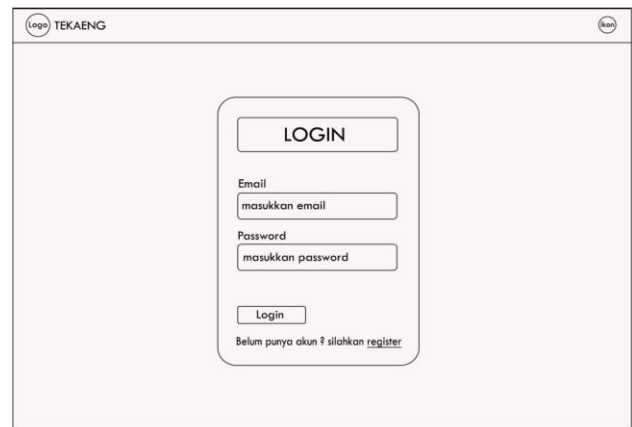 Logo TEKAENG
ikon
LOGIN
Email
masukkan email
Password
masukkan password
Login
Belum punya akun ? silahkan register